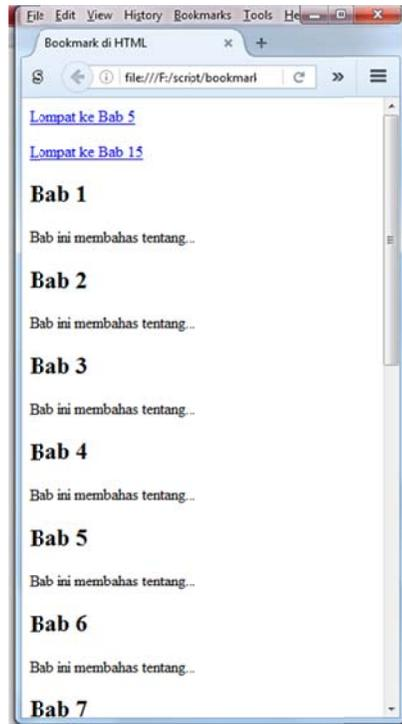 File Edit View History Bookmarks Tools He
Bookmark di HTML
file:///F:/script/bookmark
Lompat ke Bab 5
Lompat ke Bab 15
Bab 1
Bab ini membahas tentang...
Bab 2
Bab ini membahas tentang...
Bab 3
Bab ini membahas tentang...
Bab 4
Bab ini membahas tentang...
Bab 5
Bab ini membahas tentang...
Bab 6
Bab ini membahas tentang...
Bab 7